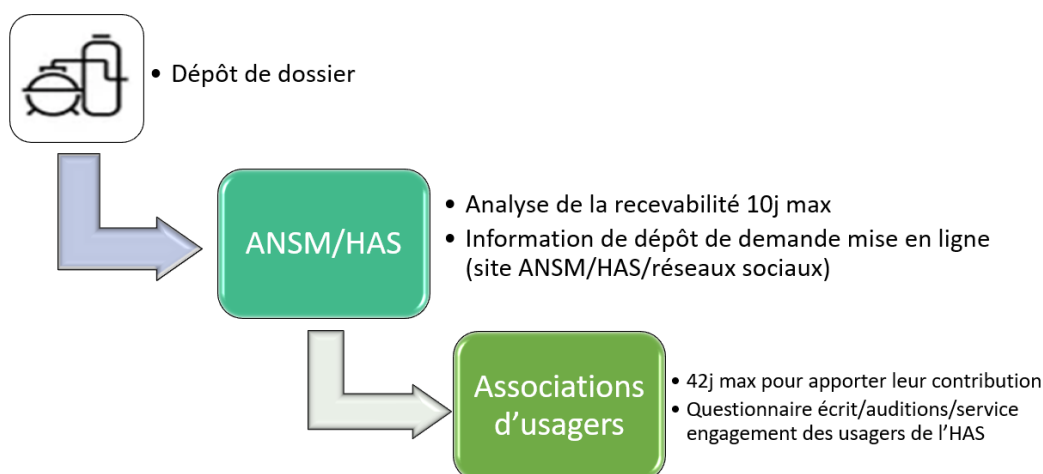 • Dépôt de dossier
ANSM/HAS
• Analyse de la recevabilité 10j max
• Information de dépôt de demande mise en ligne
(site ANSM/HAS/réseaux sociaux)
Associations
d’usagers
• 42j max pour apporter leur contribution
• Questionnaire écrit/auditions/service
engagement des usagers de l’HAS